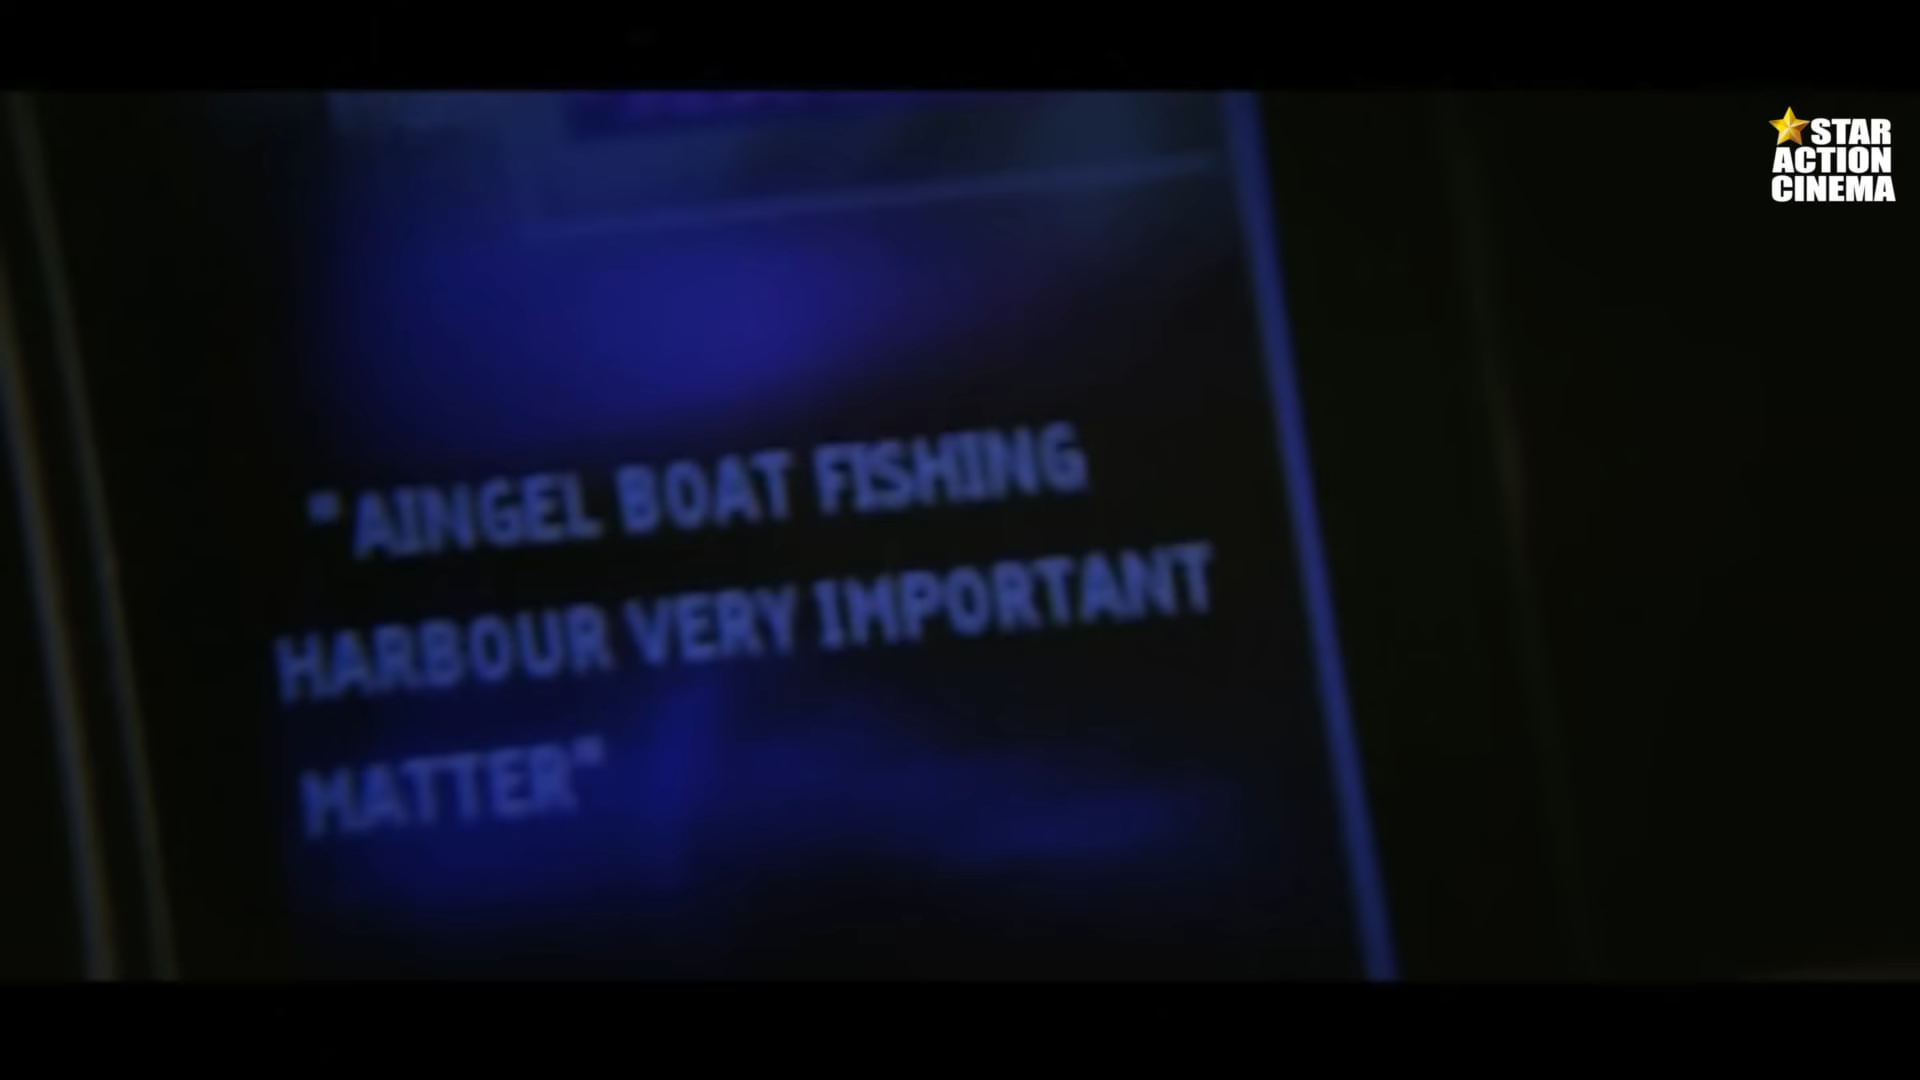 STAR
ACTION
CINEMA
"AINGEL BOAT FISHING
HARBOUR VERY IMPORTANT
MATTER"